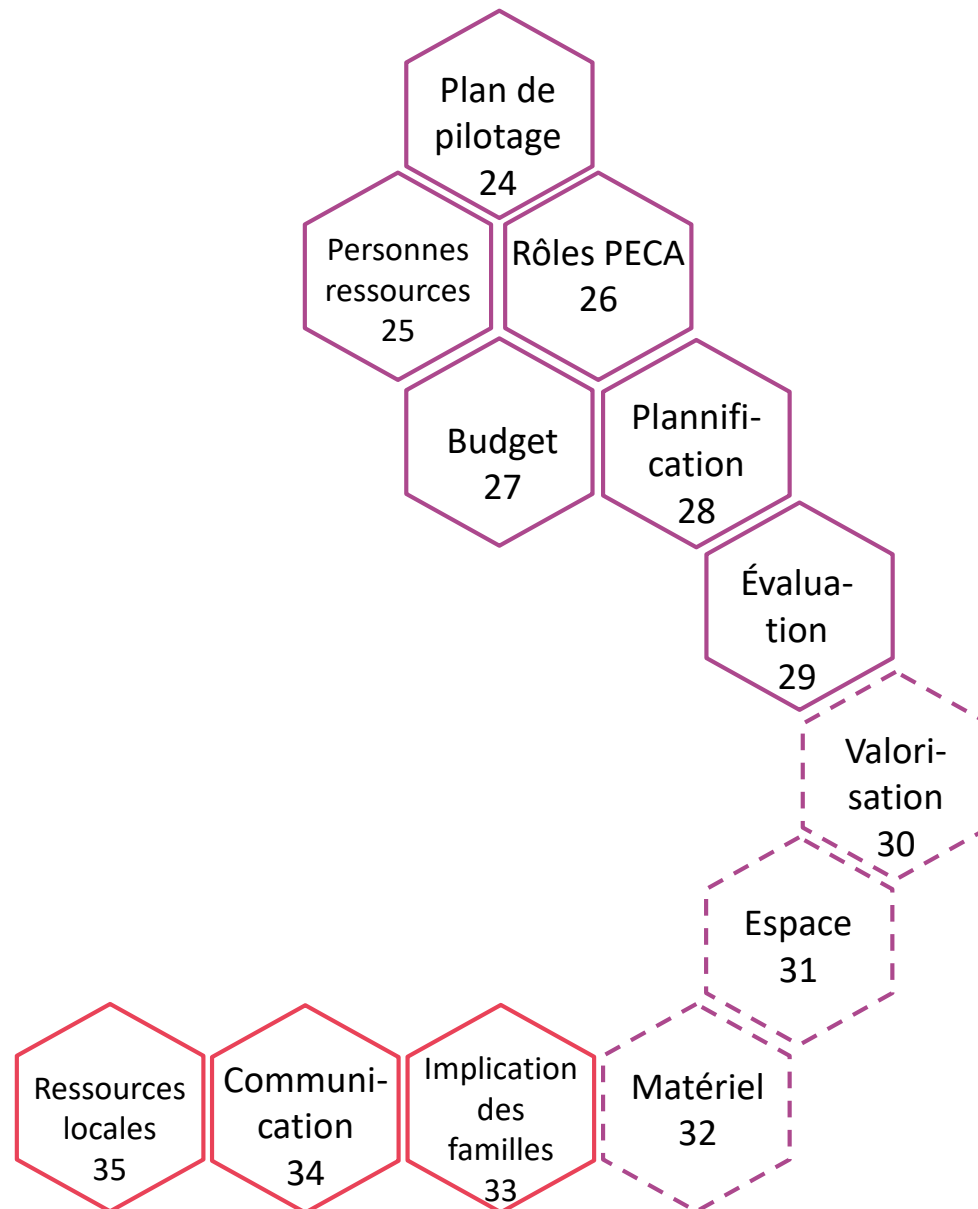 Plan de
pilotage
24
Personnes
ressources
25
Rôles PECA
26
Budget
27
Plannifi-
cation
28
Évalua-
tion
29
Valori-
sation
30
Espace
31
Matériel
32
Implication
des
familles
33
Communi-
cation
34
Ressources
locales
35